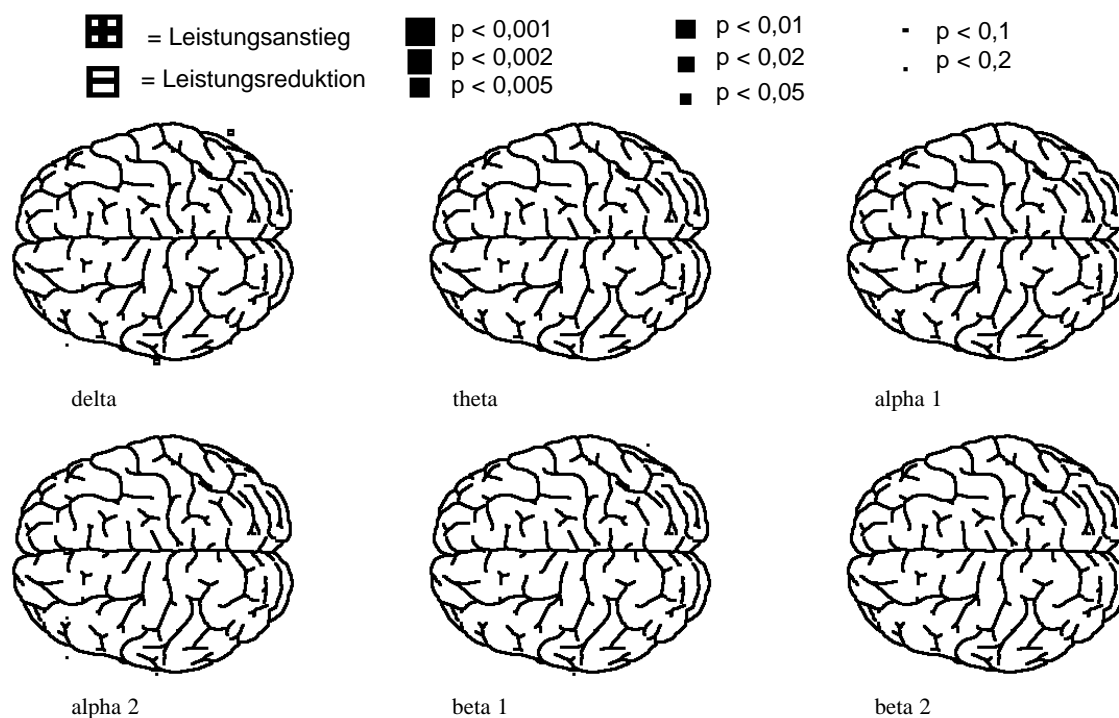 = Leistungsanstieg
= Leistungsreduktion
p < 0,001
p < 0,002
p < 0,005
p < 0,01
p < 0,02
p < 0,05
p < 0,1
p < 0,2
delta
theta
alpha 1
alpha 2
beta 1
beta 2